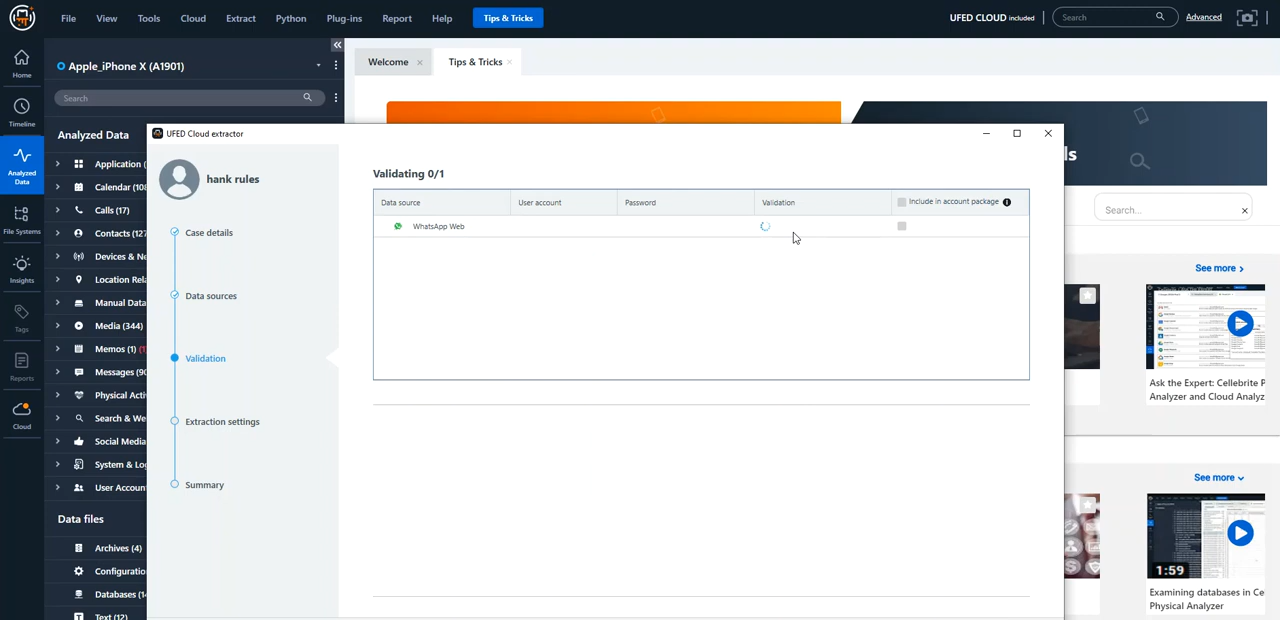 File View Tools Cloud Extract Python Plug-ins Report Help Tips & Tricks UFED CLOUD included Search Advanced
Home
Timeline
Analyzed
Data
File Systems
Insights
Tags
Reports
Cloud
Apple_iPhone X (A1901)
Search
Analyzed Data
Application (
Calendar (108
Calls (17)
Contacts (127
Devices & Ne
Location Rela
Manual Data
Media (344)
Memos (1) (1)
Messages (90
Physical Activ
Search & We
Social Media
System & Log
User Accoun
Data files
Archives (4)
Configuratio
Databases (14
Text (12)
Welcome
Tips & Tricks
ls
Search...
See more
Ask the Expert: Cellebrite P
Analyzer and Cloud Analyz
See more
1:59
Examining databases in Ce
Physical Analyzer
UFED Cloud extractor
hank rules
Case details
Data sources
Validation
Extraction settings
Summary
Validating 0/1
Data source User account Password Validation Include in account package
WhatsApp Web